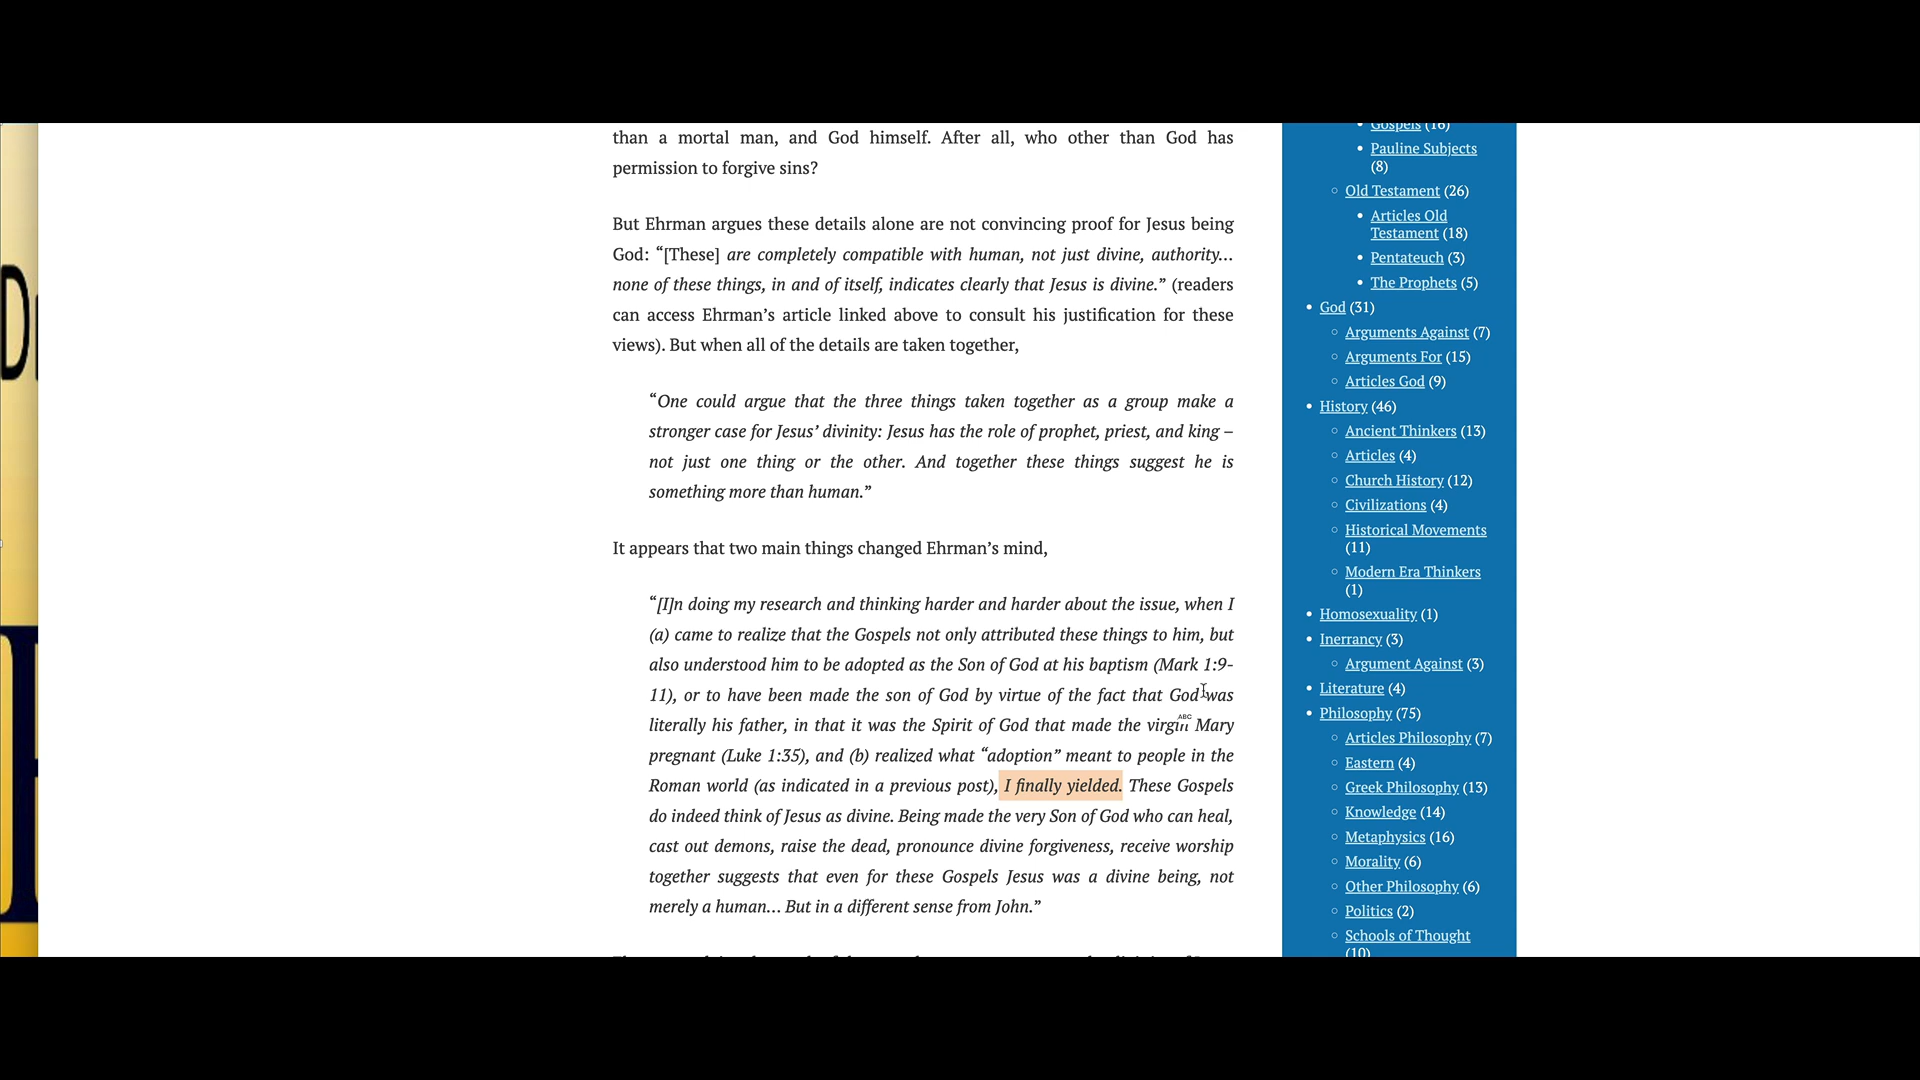 than a mortal man, and God himself. After all, who other than God has
permission to forgive sins?
But Ehrman argues these details alone are not convincing proof for Jesus being
God: “[These] are completely compatible with human, not just divine, authority…
none of these things, in and of itself, indicates clearly that Jesus is divine.” (readers
can access Ehrman’s article linked above to consult his justification for these
views). But when all of the details are taken together,
“One could argue that the three things taken together as a group make a
stronger case for Jesus’ divinity: Jesus has the role of prophet, priest, and king –
not just one thing or the other. And together these things suggest he is
something more than human.”
It appears that two main things changed Ehrman’s mind,
“[I]n doing my research and thinking harder and harder about the issue, when I
(a) came to realize that the Gospels not only attributed these things to him, but
also understood him to be adopted as the Son of God at his baptism (Mark 1:9-
11), or to have been made the son of God by virtue of the fact that God was
literally his father, in that it was the Spirit of God that made the virgin Mary
pregnant (Luke 1:35), and (b) realized what “adoption” meant to people in the
Roman world (as indicated in a previous post), I finally yielded. These Gospels
do indeed think of Jesus as divine. Being made the very Son of God who can heal,
cast out demons, raise the dead, pronounce divine forgiveness, receive worship
together suggests that even for these Gospels Jesus was a divine being, not
merely a human… But in a different sense from John.”
Gospels (16)
Pauline Subjects
(8)
Old Testament (26)
Articles Old
Testament (18)
Pentateuch (3)
The Prophets (5)
God (31)
Arguments Against (7)
Arguments For (15)
Articles God (9)
History (46)
Ancient Thinkers (13)
Articles (4)
Church History (12)
Civilizations (4)
Historical Movements
(11)
Modern Era Thinkers
(1)
Homosexuality (1)
Inerrancy (3)
Argument Against (3)
Literature (4)
Philosophy (75)
Articles Philosophy (7)
Eastern (4)
Greek Philosophy (13)
Knowledge (14)
Metaphysics (16)
Morality (6)
Other Philosophy (6)
Politics (2)
Schools of Thought
(10)
ABC